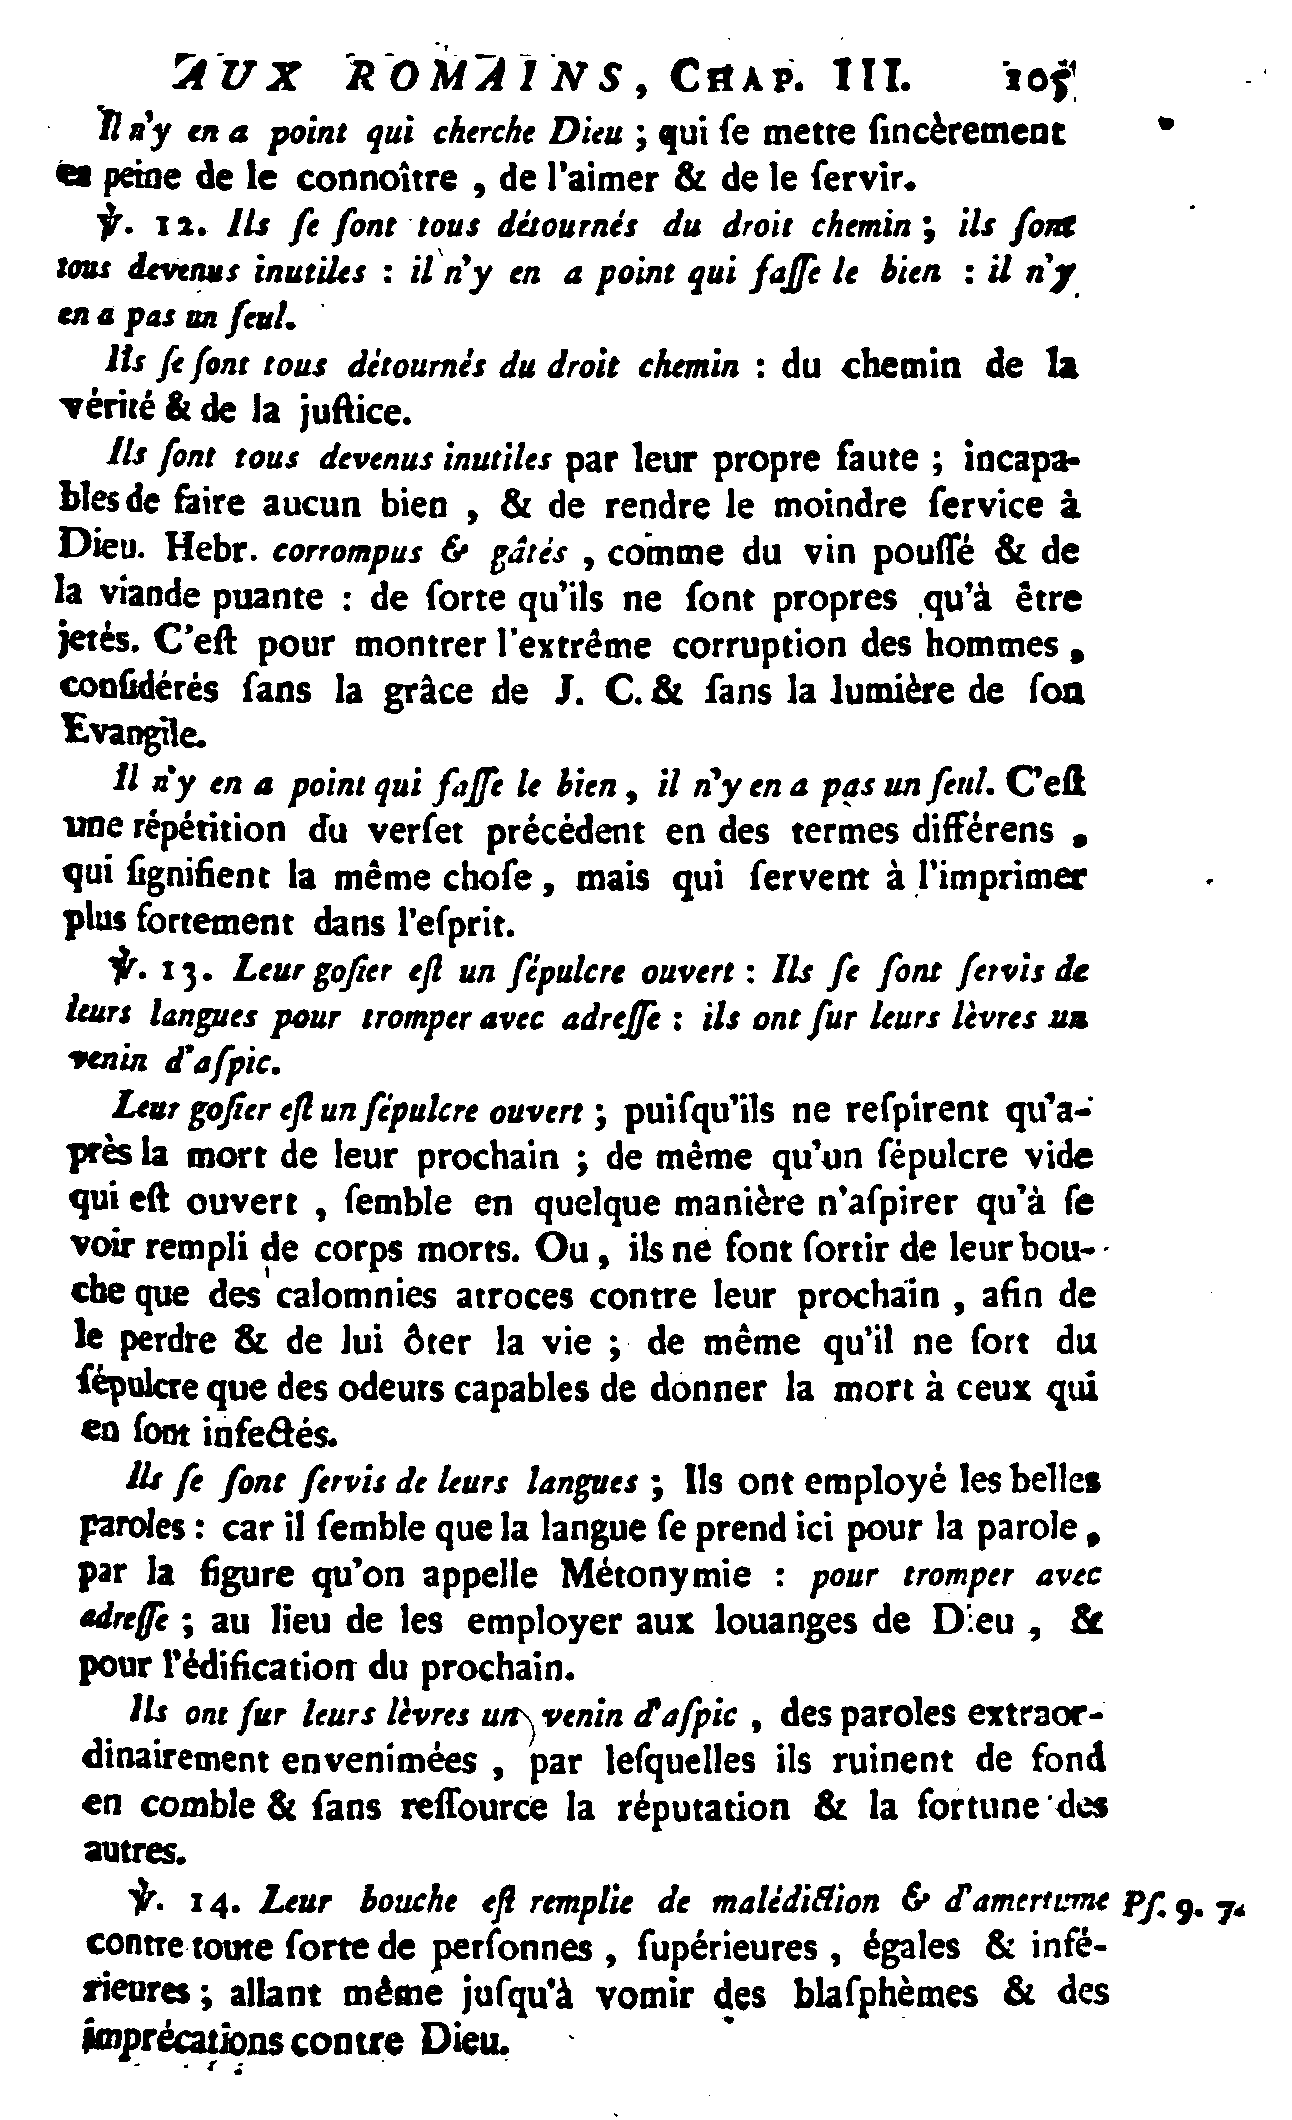 AUX ROMAINS, CHAP. III. 105
Il n'y en a point qui cherche Dieu ; qui ſe mette ſincèrement
en peine de le connoître , de l'aimer & de le ſervir.
℣. 12. Ils ſe ſont tous détournés du droit chemin ; ils ſont
tous devenus inutiles : il n'y en a point qui faſſe le bien : il n'y
en a pas un ſeul.
Ils ſe ſont tous détournés du droit chemin : du chemin de la
vérité & de la juſtice.
Ils ſont tous devenus inutiles par leur propre faute ; incapa-
bles de faire aucun bien , & de rendre le moindre ſervice à
Dieu. Hebr. corrompus & gâtés , comme du vin pouſſé & de
la viande puante : de ſorte qu'ils ne ſont propres qu'à être
jetés. C'eſt pour montrer l'extrême corruption des hommes ,
conſidérés ſans la grâce de J. C. & ſans la lumière de ſon
Evangile.
Il n'y en a point qui faſſe le bien , il n'y en a pas un ſeul. C'eſt
une répétition du verſet précédent en des termes différens ,
qui ſignifient la même choſe , mais qui ſervent à l'imprimer
plus fortement dans l'eſprit.
℣. 13. Leur goſier eſt un ſépulcre ouvert : Ils ſe ſont ſervis de
leurs langues pour tromper avec adreſſe : ils ont ſur leurs lèvres un
venin d'aſpic.
Leur goſier eſt un ſépulcre ouvert ; puiſqu'ils ne reſpirent qu'a-
près la mort de leur prochain ; de même qu'un ſépulcre vide
qui eſt ouvert , ſemble en quelque manière n'aſpirer qu'à ſe
voir rempli de corps morts. Ou , ils ne font ſortir de leur bou-
che que des calomnies atroces contre leur prochain , afin de
le perdre & de lui ôter la vie ; de même qu'il ne ſort du
ſépulcre que des odeurs capables de donner la mort à ceux qui
en ſont infectés.
Ils ſe ſont ſervis de leurs langues ; Ils ont employé les belles
paroles : car il ſemble que la langue ſe prend ici pour la parole ,
par la figure qu'on appelle Métonymie : pour tromper avec
adreſſe ; au lieu de les employer aux louanges de Dieu , &
pour l'édification du prochain.
Ils ont ſur leurs lèvres un venin d'aſpic , des paroles extraor-
dinairement envenimées , par leſquelles ils ruinent de fond
en comble & ſans reſſource la réputation & la fortune des
autres.
℣. 14. Leur bouche eſt remplie de malédiction & d'amertume Pſ. 9. 7.
contre toute ſorte de perſonnes , ſupérieures , égales & infé-
rieures ; allant même juſqu'à vomir des blaſphèmes & des
imprécations contre Dieu.